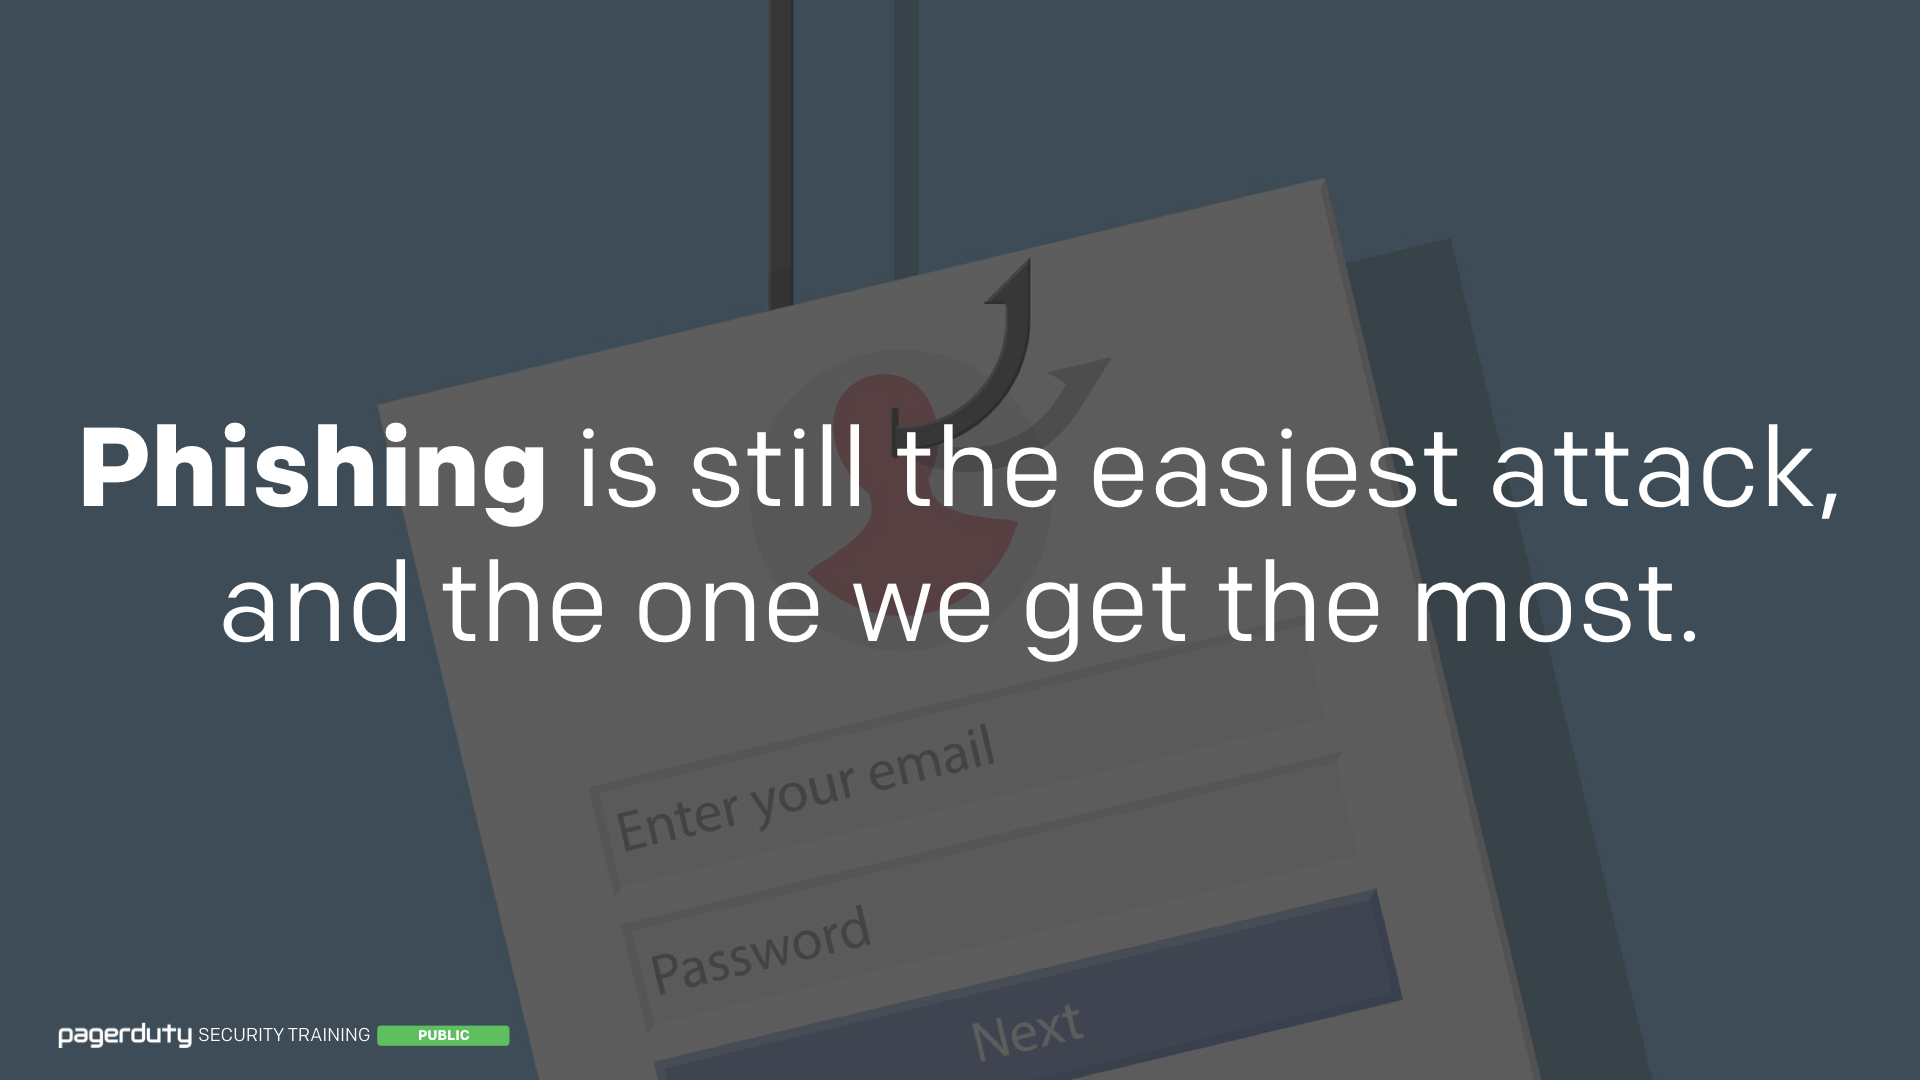 Phishing is still the easiest attack,
and the one we get the most.
Enter your email
Password
Next
pagerduty SECURITY TRAINING PUBLIC